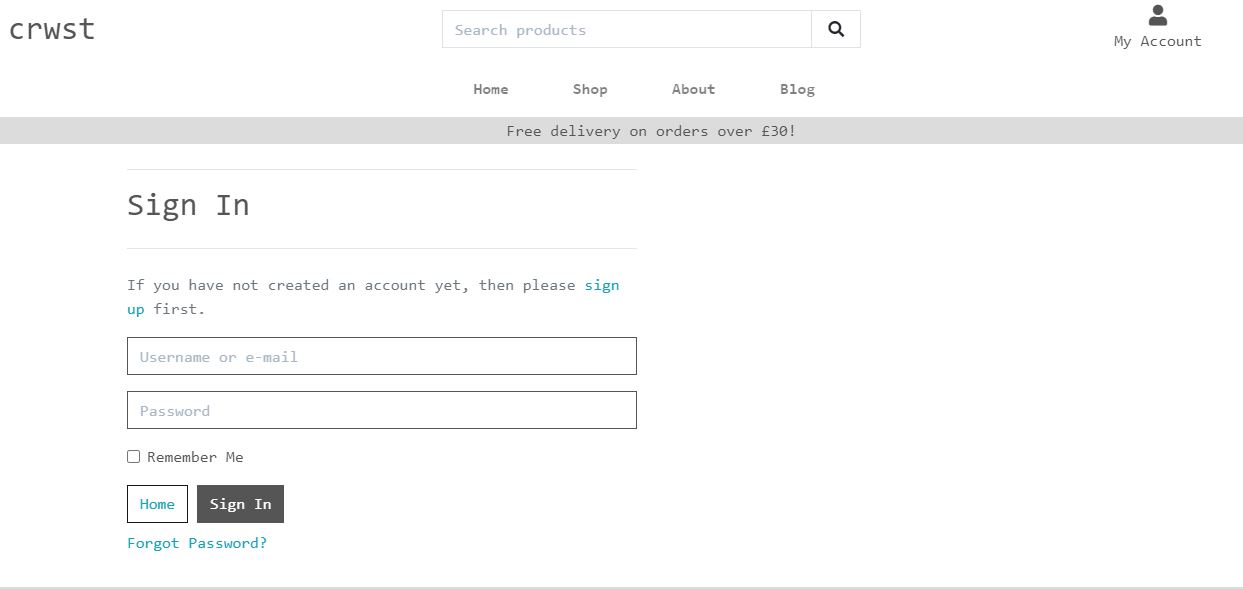 crwst
Search products
My Account
Home Shop About Blog
Free delivery on orders over £30!
Sign In
If you have not created an account yet, then please sign
up first.
Username or e-mail
Password
Remember Me
Home Sign In
Forgot Password?